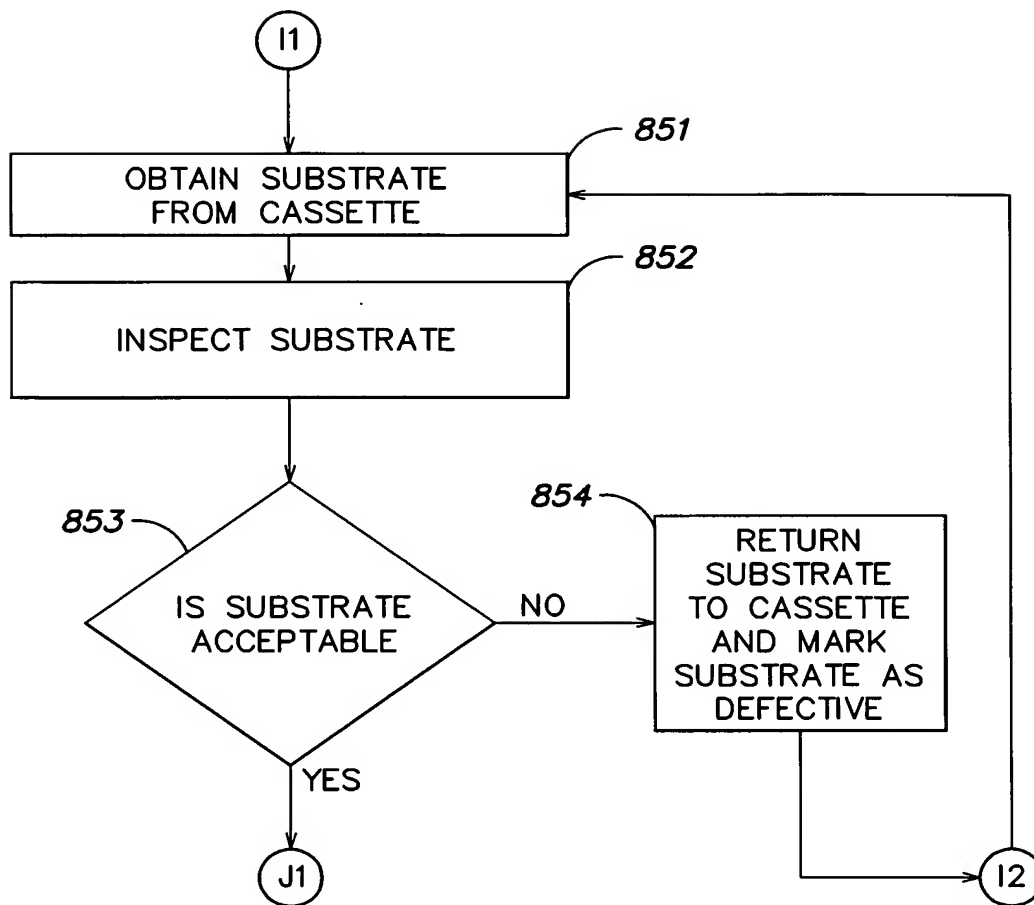 I1
851
OBTAIN SUBSTRATE
FROM CASSETTE
852
INSPECT SUBSTRATE
853
IS SUBSTRATE
ACCEPTABLE
NO
854
RETURN
SUBSTRATE
TO CASSETTE
AND MARK
SUBSTRATE AS
DEFECTIVE
YES
J1
I2